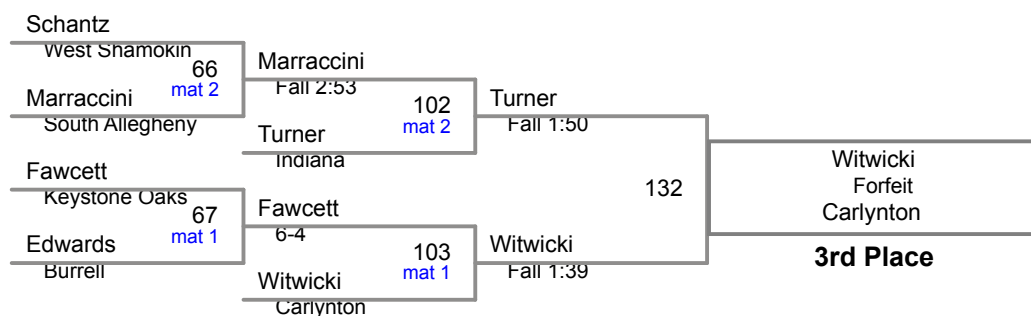 Schantz
West Shamokin
66
mat 2
Marraccini
South Allegheny
Marraccini
Fall 2:53
102
mat 2
Turner
Indiana
Turner
Fall 1:50
Fawcett
Keystone Oaks
67
mat 1
Edwards
Burrell
Fawcett
6-4
103
mat 1
Witwicki
Carlynton
Witwicki
Fall 1:39
132
Witwicki
Forfeit
Carlynton
3rd Place